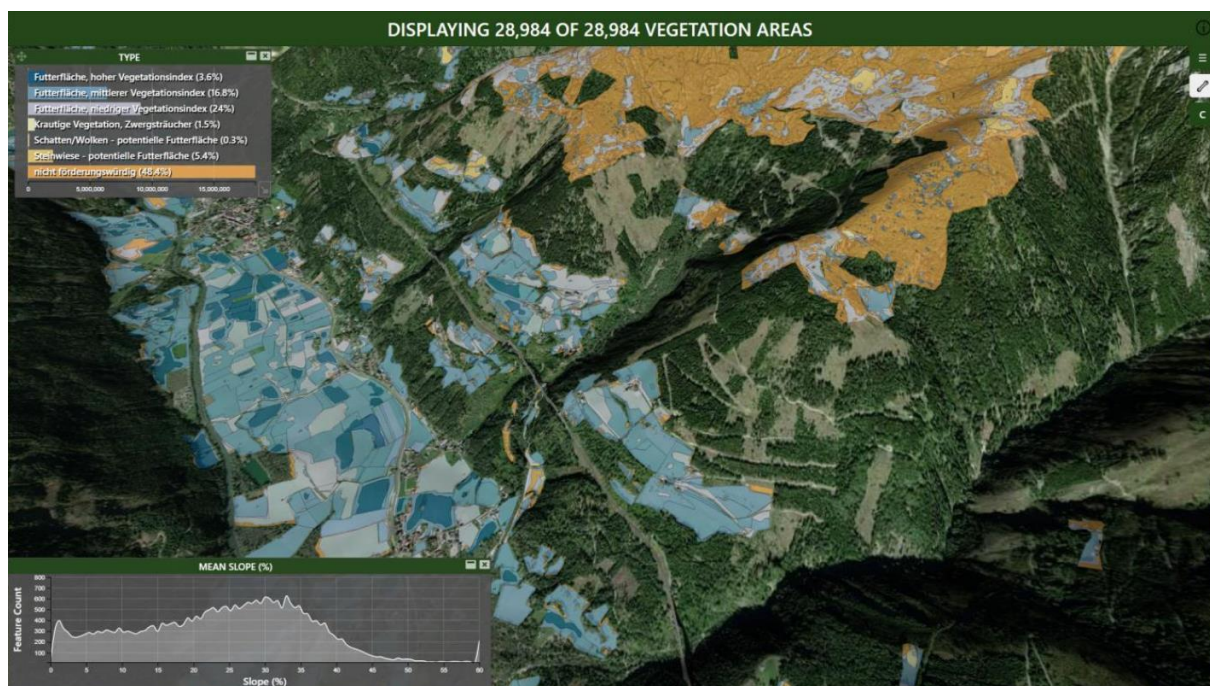 DISPLAYING 28,984 OF 28,984 VEGETATION AREAS
TYPE
Futterfläche, hoher Vegetationsindex (3.6%)
Futterfläche, mittlerer Vegetationsindex (16.8%)
Futterfläche, niedriger Vegetationsindex (24%)
Krautige Vegetation, Zwergsträucher (1.5%)
Schatten/Wolken - potentielle Futterfläche (0.3%)
Steinwiese - potentielle Futterfläche (5.4%)
nicht förderungswürdig (48.4%)
0 5,000,000 10,000,000 15,000,000
C
MEAN SLOPE (%)
Feature Count
800
700
600
500
400
300
200
100
0 5 10 15 20 25 30 35 40 45 50 55 60
Slope (%)